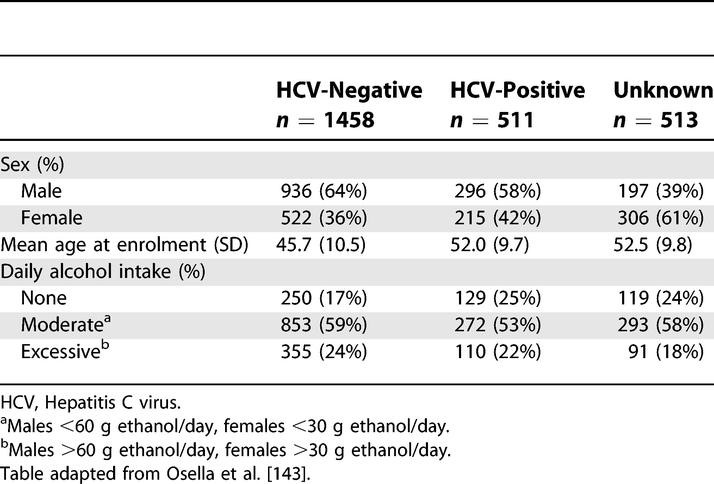 HCV-Negative HCV-Positive Unknown
n = 1458 n = 511 n = 513
Sex (%)
Male 936 (64%) 296 (58%) 197 (39%)
Female 522 (36%) 215 (42%) 306 (61%)
Mean age at enrolment (SD) 45.7 (10.5) 52.0 (9.7) 52.5 (9.8)
Daily alcohol intake (%)
None 250 (17%) 129 (25%) 119 (24%)
Moderateᵃ 853 (59%) 272 (53%) 293 (58%)
Excessiveᵇ 355 (24%) 110 (22%) 91 (18%)
HCV, Hepatitis C virus.
ᵃMales <60 g ethanol/day, females <30 g ethanol/day.
ᵇMales >60 g ethanol/day, females >30 g ethanol/day.
Table adapted from Osella et al. [143].